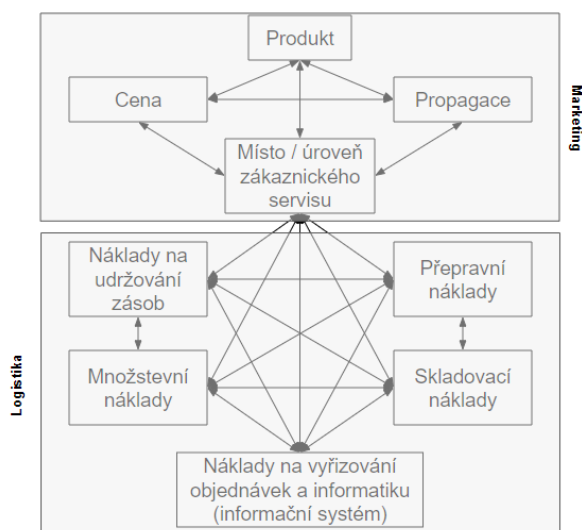 Produkt
Cena
Propagace
Místo / úroveň
zákaznického
servisu
Marketing
Náklady na
udržování
zásob
Přepravní
náklady
Množstevní
náklady
Skladovací
náklady
Náklady na vyřizování
objednávek a informatiku
(informační systém)
Logistika